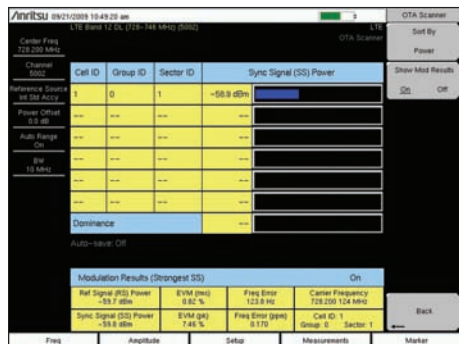 Anritsu 09/21/2009 10:49:20 am
OTA Scanner
LTE Band 12 DL (729-746 MHz) (5002)
LTE
OTA Scanner
Center Freq
728.200 MHz
Channel
5002
Reference Source
Int Std Accy
Power Offset
0.0 dB
Auto Range
On
BW
10 MHz
Sort By
Power
Show Mod Results
On Off
Cell ID Group ID Sector ID Sync Signal (SS) Power
1 0 1 -58.9 dBm
-- -- -- --
-- -- -- --
-- -- -- --
-- -- -- --
-- -- -- --
Dominance --
Auto-save: Off
Modulation Results (Strongest SS) On
Ref Signal (RS) Power EVM (rms) Freq Error Carrier Frequency
-59.7 dBm 0.82 % 123.8 Hz 728.200 124 MHz
Sync Signal (SS) Power EVM (pk) Freq Error (ppm) Cell ID: 1
-59.8 dBm 7.46 % 0.170 Group: 0 Sector: 1
Back
Freq Amplitude Setup Measurements Marker